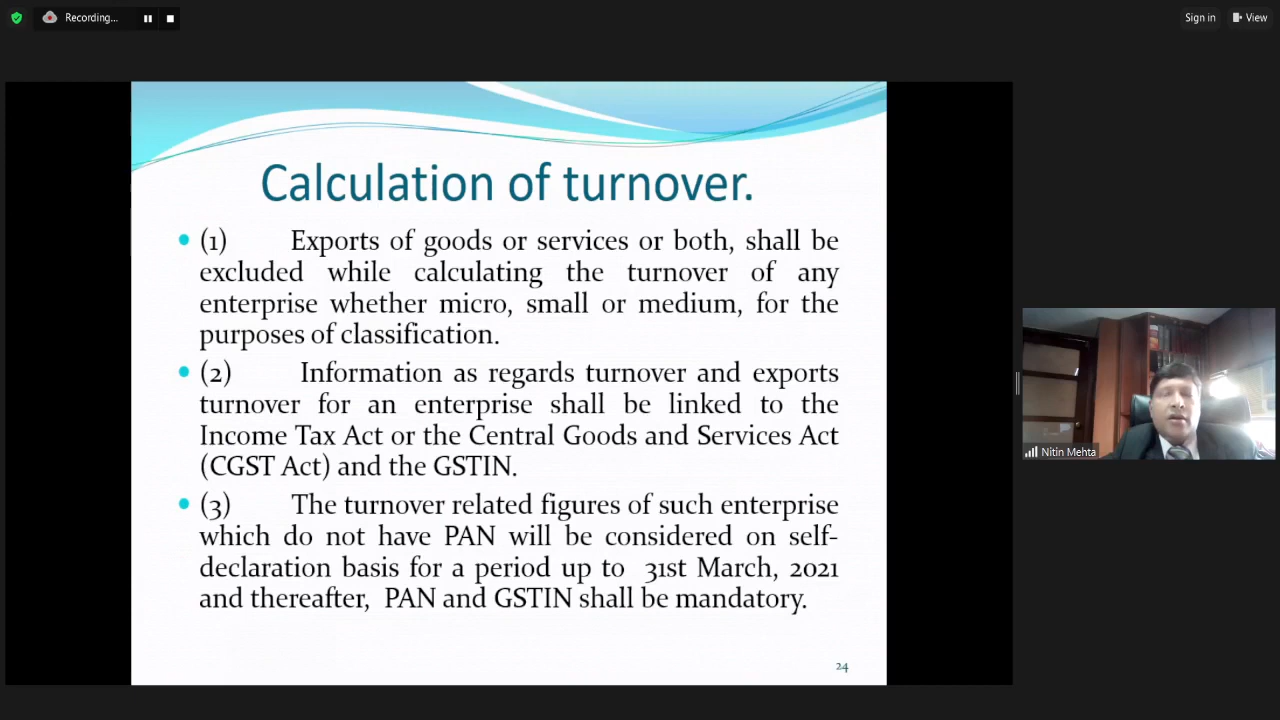 Recording...
Sign in
View
Calculation of turnover.
(1) Exports of goods or services or both, shall be
excluded while calculating the turnover of any
enterprise whether micro, small or medium, for the
purposes of classification.
(2) Information as regards turnover and exports
turnover for an enterprise shall be linked to the
Income Tax Act or the Central Goods and Services Act
(CGST Act) and the GSTIN.
(3) The turnover related figures of such enterprise
which do not have PAN will be considered on self-
declaration basis for a period up to 31st March, 2021
and thereafter, PAN and GSTIN shall be mandatory.
24
Nitin Mehta